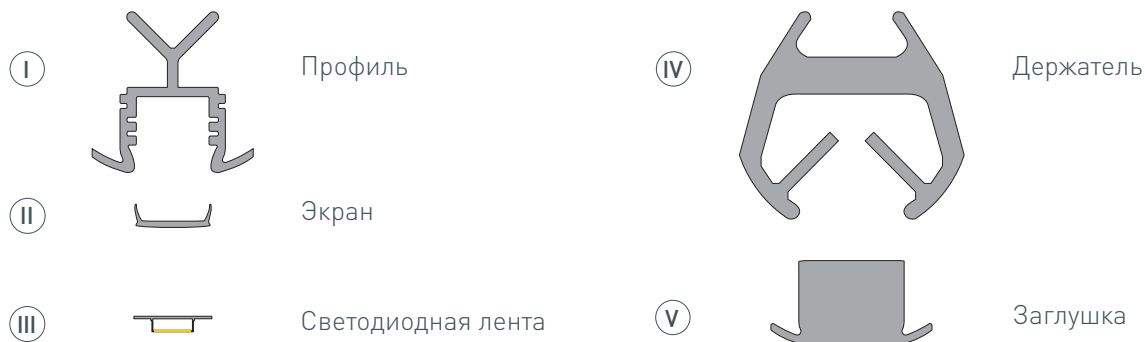 I Профиль
II Экран
III Светодиодная лента
IV Держатель
V Заглушка